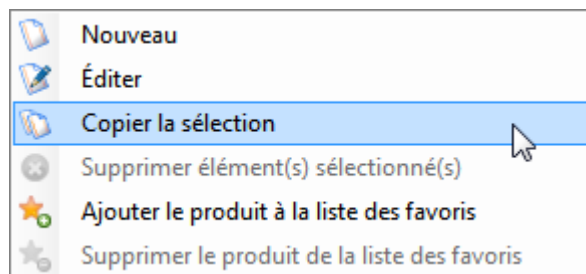 Nouveau
Éditer
Copier la sélection
Supprimer élément(s) sélectionné(s)
Ajouter le produit à la liste des favoris
Supprimer le produit de la liste des favoris